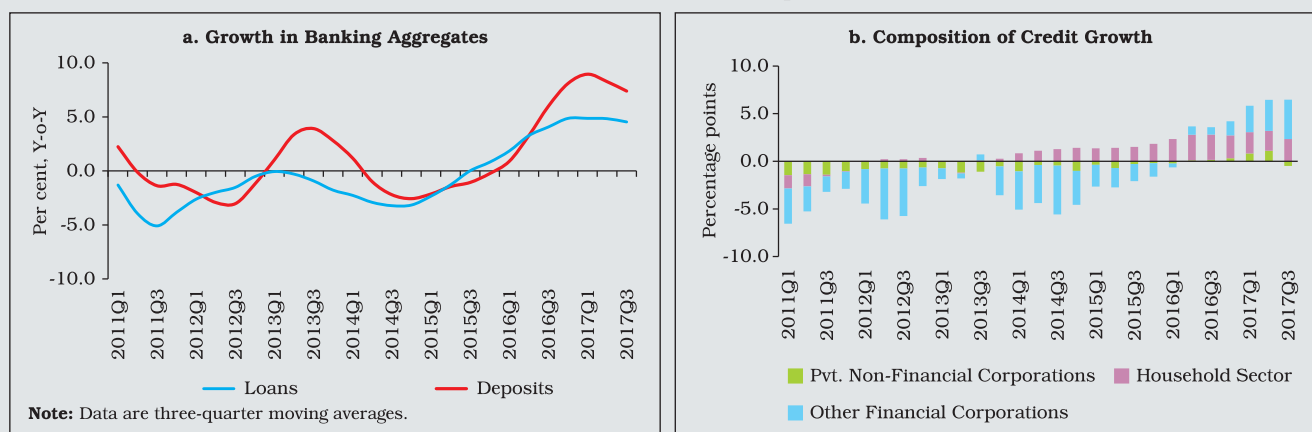 a. Growth in Banking Aggregates
Per cent, Y-o-Y
10.0
5.0
0.0
-5.0
-10.0
2011Q1
2011Q3
2012Q1
2012Q3
2013Q1
2013Q3
2014Q1
2014Q3
2015Q1
2015Q3
2016Q1
2016Q3
2017Q1
2017Q3
Loans
Deposits
Note: Data are three-quarter moving averages.
b. Composition of Credit Growth
Percentage points
10.0
5.0
0.0
-5.0
-10.0
2011Q1
2011Q3
2012Q1
2012Q3
2013Q1
2013Q3
2014Q1
2014Q3
2015Q1
2015Q3
2016Q1
2016Q3
2017Q1
2017Q3
Pvt. Non-Financial Corporations
Household Sector
Other Financial Corporations